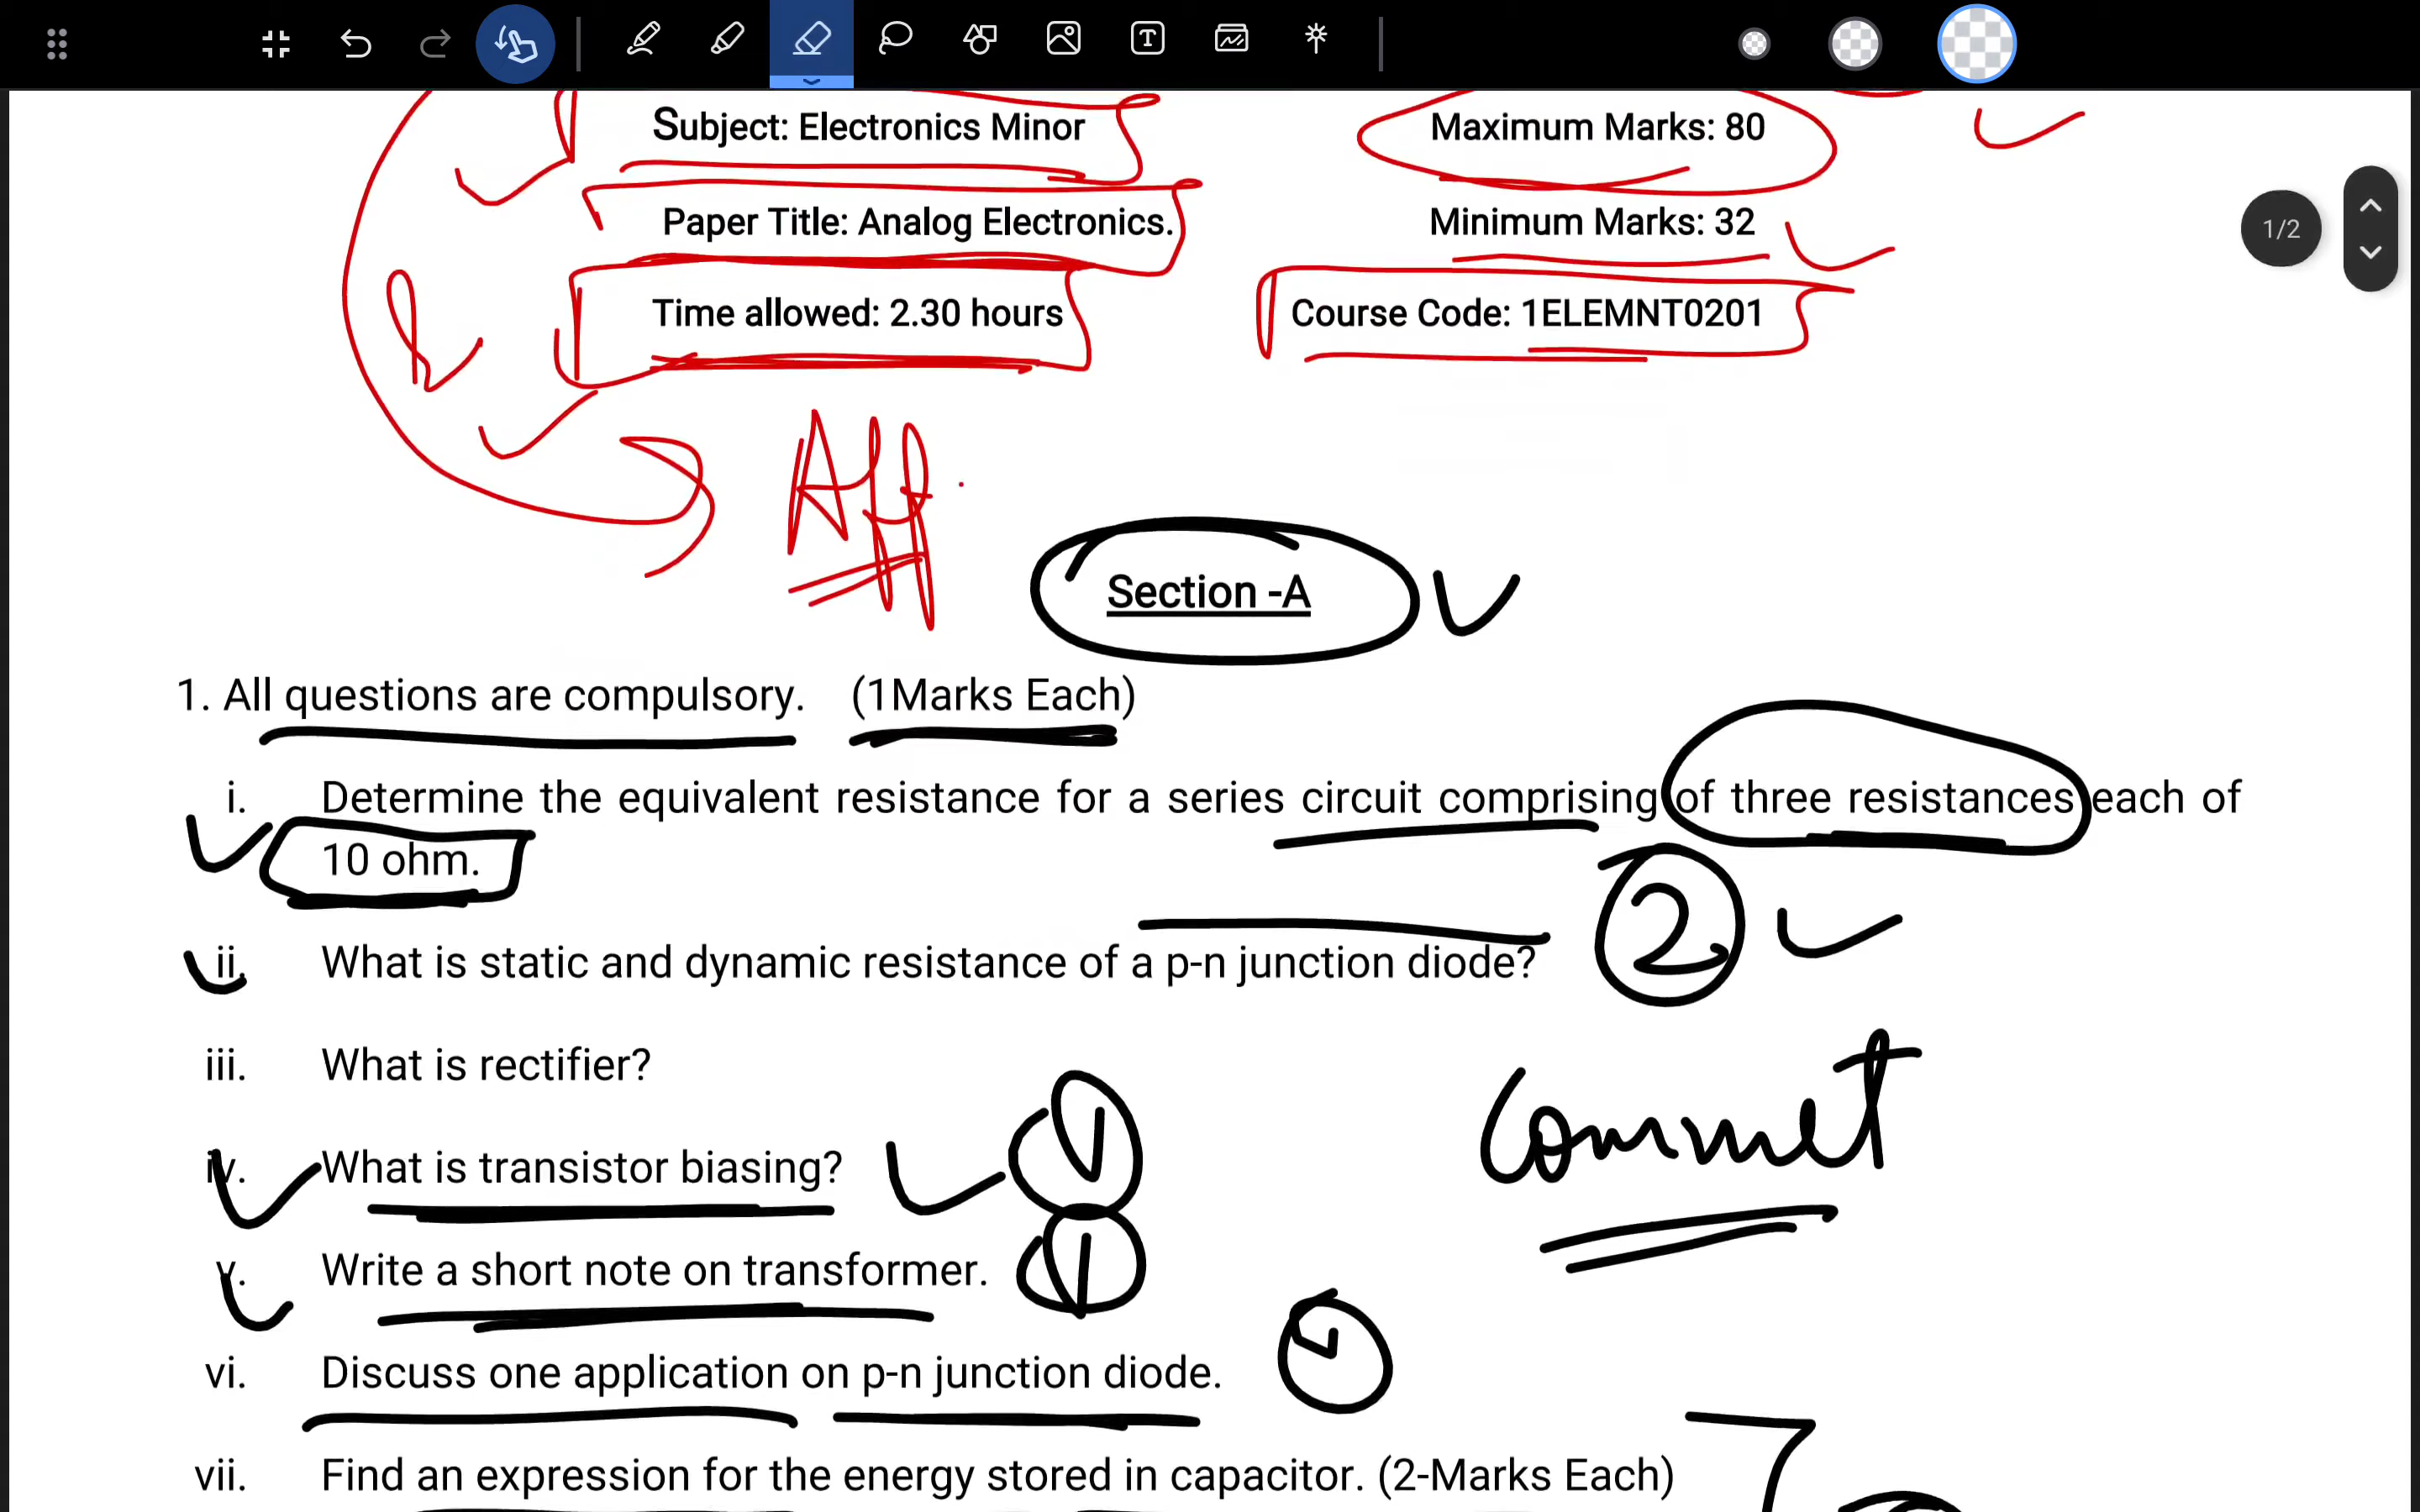 Subject: Electronics Minor
Maximum Marks: 80
Paper Title: Analog Electronics.
Minimum Marks: 32
1/2
Time allowed: 2.30 hours
Course Code: 1ELEMNT0201
Section -A
1. All questions are compulsory. (1Marks Each)
i. Determine the equivalent resistance for a series circuit comprising of three resistances each of
10 ohm.
2
ii. What is static and dynamic resistance of a p-n junction diode?
iii. What is rectifier?
Commet
iv. What is transistor biasing?
v. Write a short note on transformer.
vi. Discuss one application on p-n junction diode.
vii. Find an expression for the energy stored in capacitor. (2-Marks Each)